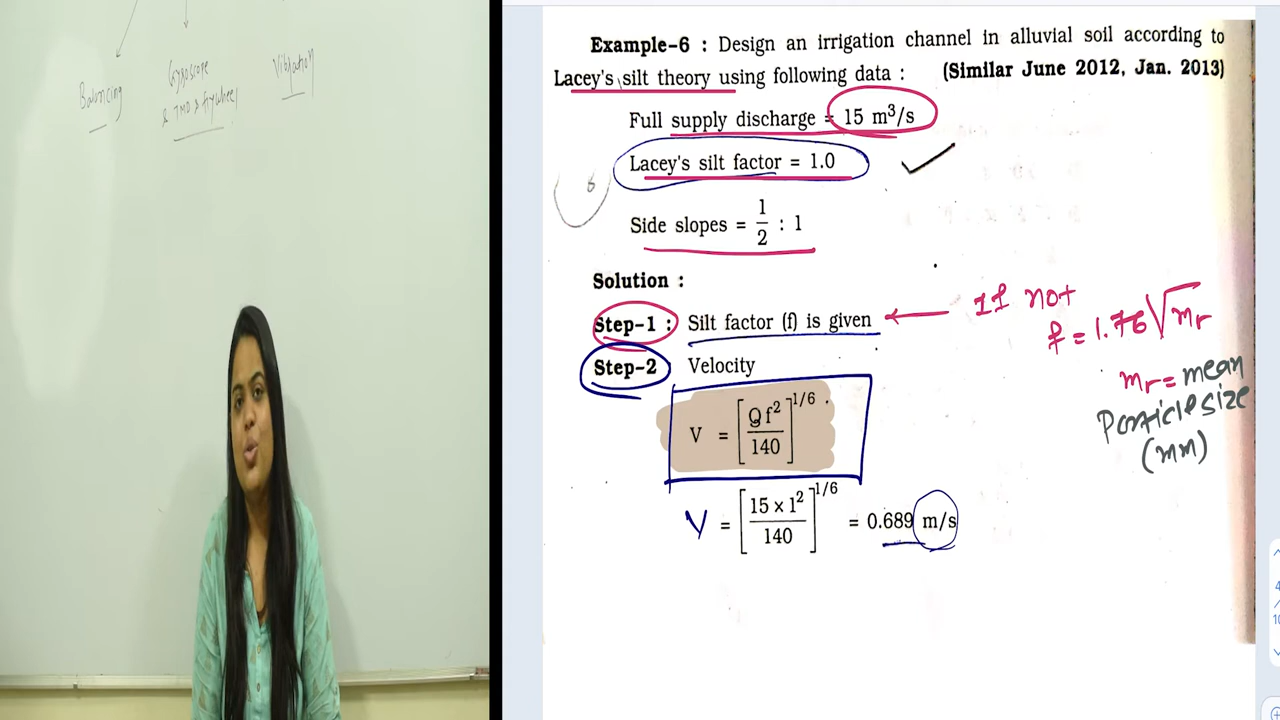 Balancing
Gyroscope
& TMD & Flywheel
Vibration
Example-6 : Design an irrigation channel in alluvial soil according to
Lacey's silt theory using following data : (Similar June 2012, Jan. 2013)
Full supply discharge = 15 m³/s
Lacey's silt factor = 1.0
6
Side slopes = 1/2 : 1
Solution :
Step-1 : Silt factor (f) is given
If not
f = 1.76√mr
Step-2 Velocity
mr = mean
Particle size
(mm)
V = [Qf²/140]^1/6
V = [15 × 1²/140]^1/6 = 0.689 m/s
4
/
10